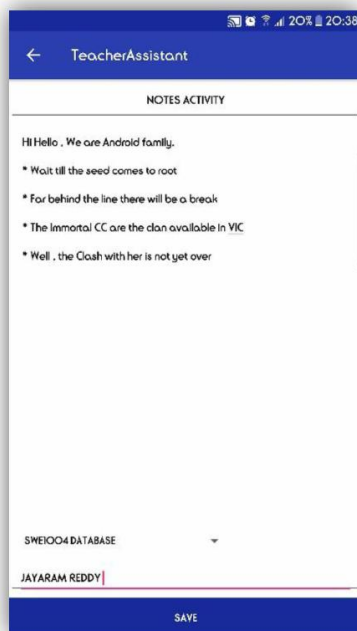 20% 20:38
TeacherAssistant
NOTES ACTIVITY
Hi Hello , We are Android family.
* Wait till the seed comes to root
* Far behind the line there will be a break
* The Immortal CC are the clan available in VIC
* Well , the Clash with her is not yet over
SWE1004 DATABASE
JAYARAM REDDY
SAVE